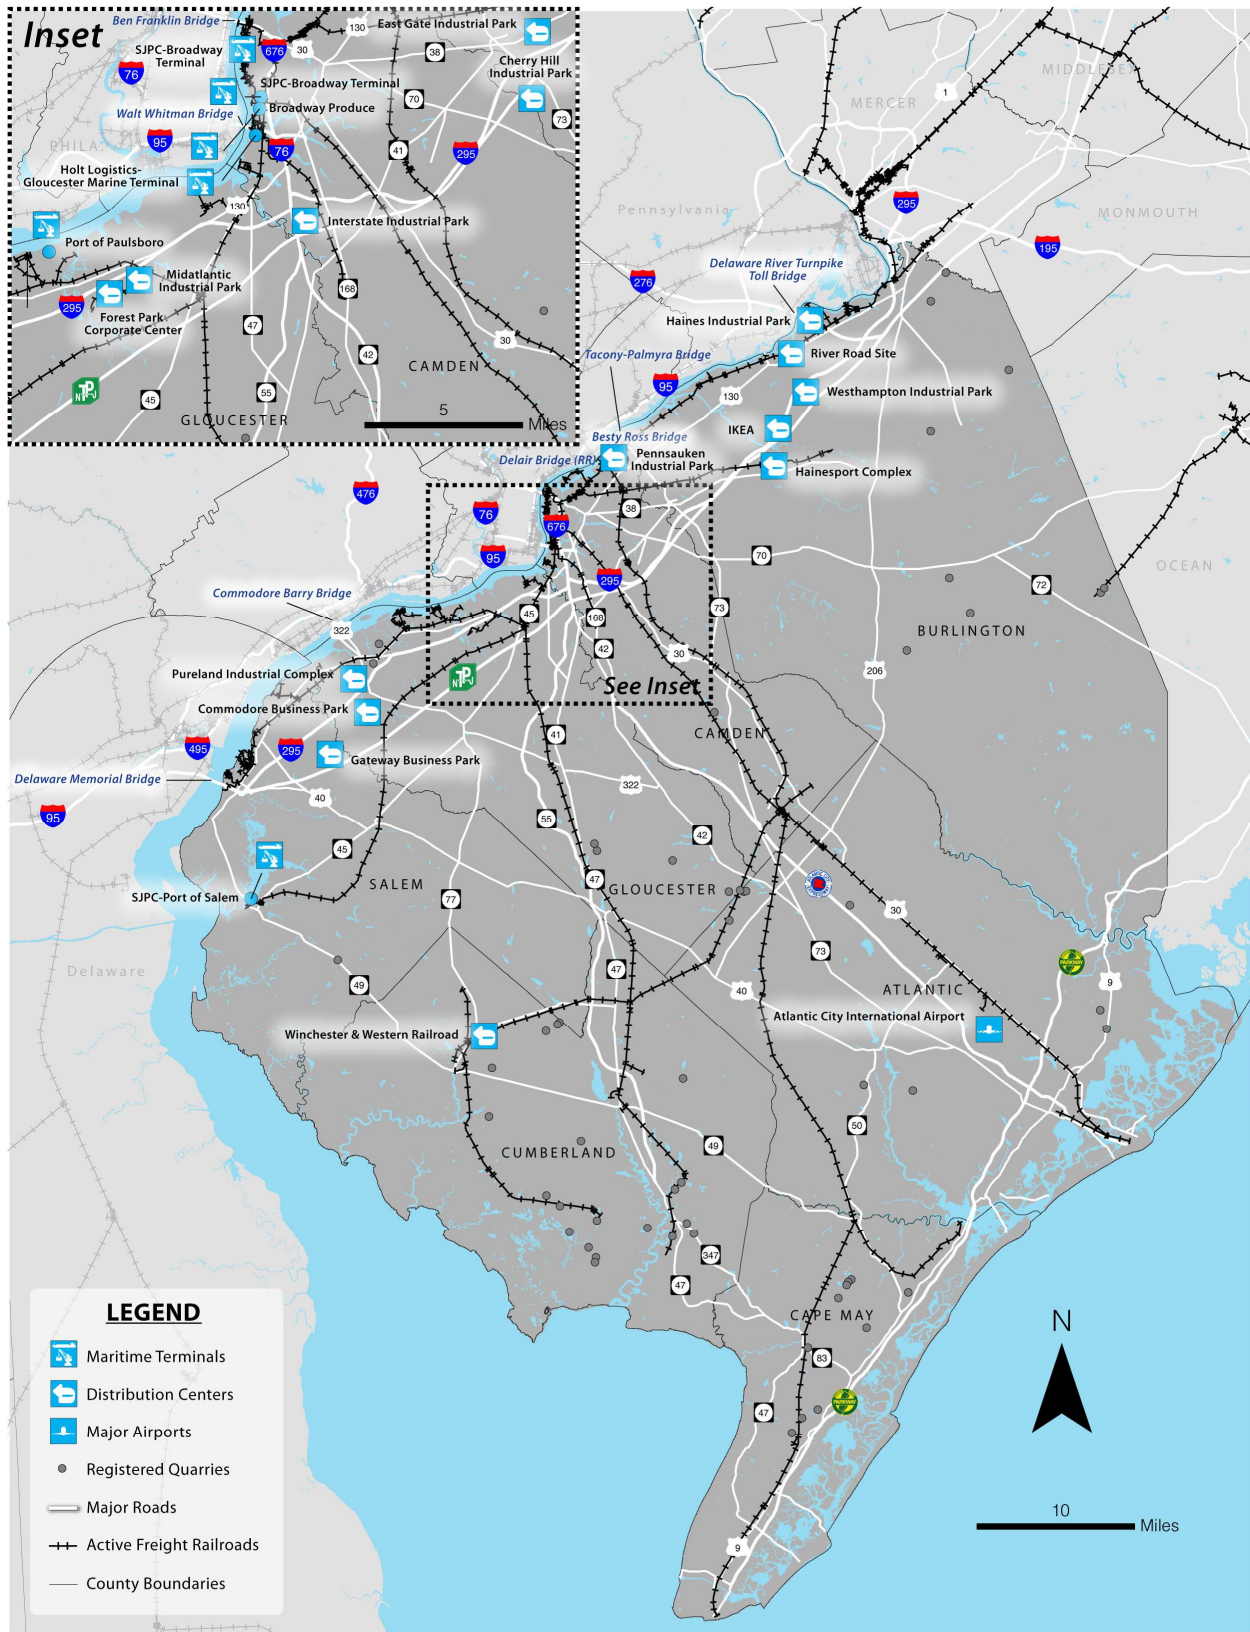 Inset
Ben Franklin Bridge
East Gate Industrial Park
130
30
38
676
SJPC-Broadway
Terminal
Cherry Hill
Industrial Park
76
SJPC-Broadway Terminal
70
Broadway Produce
73
Walt Whitman Bridge
95
PHILA.
76
41
295
Holt Logistics-
Gloucester Marine Terminal
130
Interstate Industrial Park
Port of Paulsboro
Midatlantic
Industrial Park
168
295
Forest Park
Corporate Center
47
30
42
CAMDEN
NTPJ
45
55
GLOUCESTER
5
Miles
MIDDLESEX
MERCER
1
Pennsylvania
295
MONMOUTH
195
Delaware River Turnpike
Toll Bridge
276
Haines Industrial Park
Tacony-Palmyra Bridge
River Road Site
95
130
Westhampton Industrial Park
IKEA
Besty Ross Bridge
Delair Bridge (RR)
Pennsauken
Industrial Park
Hainesport Complex
476
38
76
676
95
70
OCEAN
295
72
Commodore Barry Bridge
73
45
322
42
BURLINGTON
30
206
Pureland Industrial Complex
NTPJ
See Inset
Commodore Business Park
495
295
41
CAMDEN
Gateway Business Park
Delaware Memorial Bridge
322
40
95
55
42
45
SALEM
47
GLOUCESTER
77
30
SJPC-Port of Salem
73
PARKWAY
Delaware
47
49
40
ATLANTIC
9
Atlantic City International Airport
Winchester & Western Railroad
50
49
CUMBERLAND
347
47
CAPE MAY
83
PARKWAY
47
9
LEGEND
Maritime Terminals
Distribution Centers
Major Airports
Registered Quarries
Major Roads
Active Freight Railroads
County Boundaries
N
10
Miles